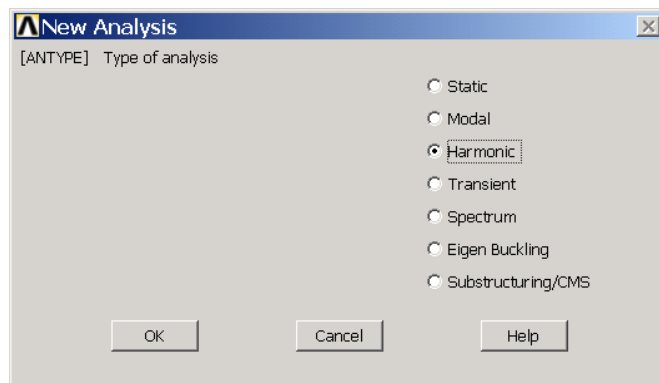 New Analysis
[ANTYPE] Type of analysis
Static
Modal
Harmonic
Transient
Spectrum
Eigen Buckling
Substructuring/CMS
OK Cancel Help